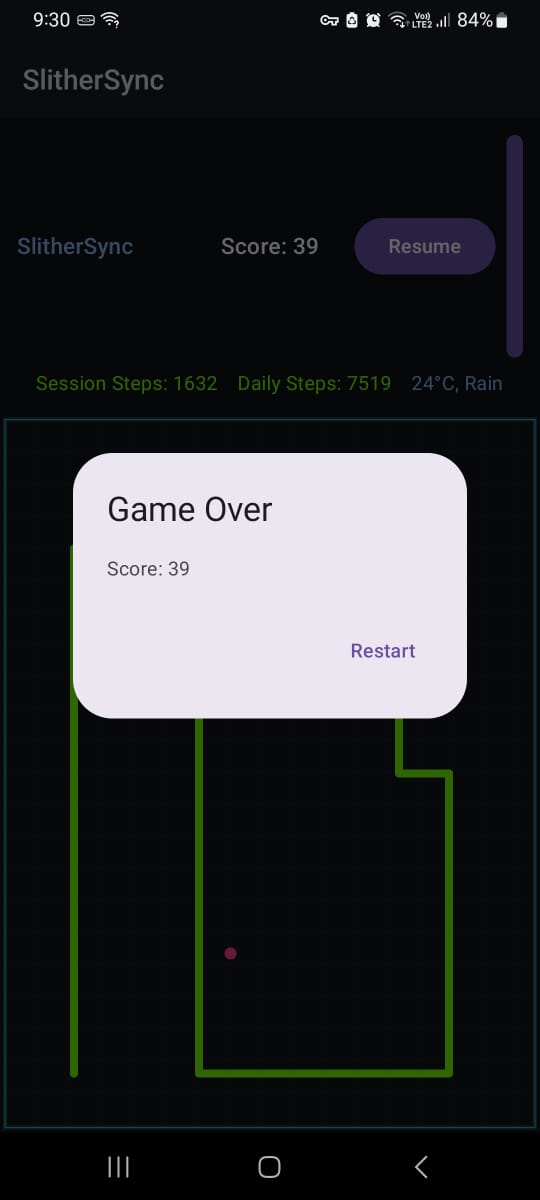 9:30 Vo) LTE2 84%
SlitherSync
SlitherSync Score: 39 Resume
Session Steps: 1632 Daily Steps: 7519 24°C, Rain
Game Over
Score: 39
Restart